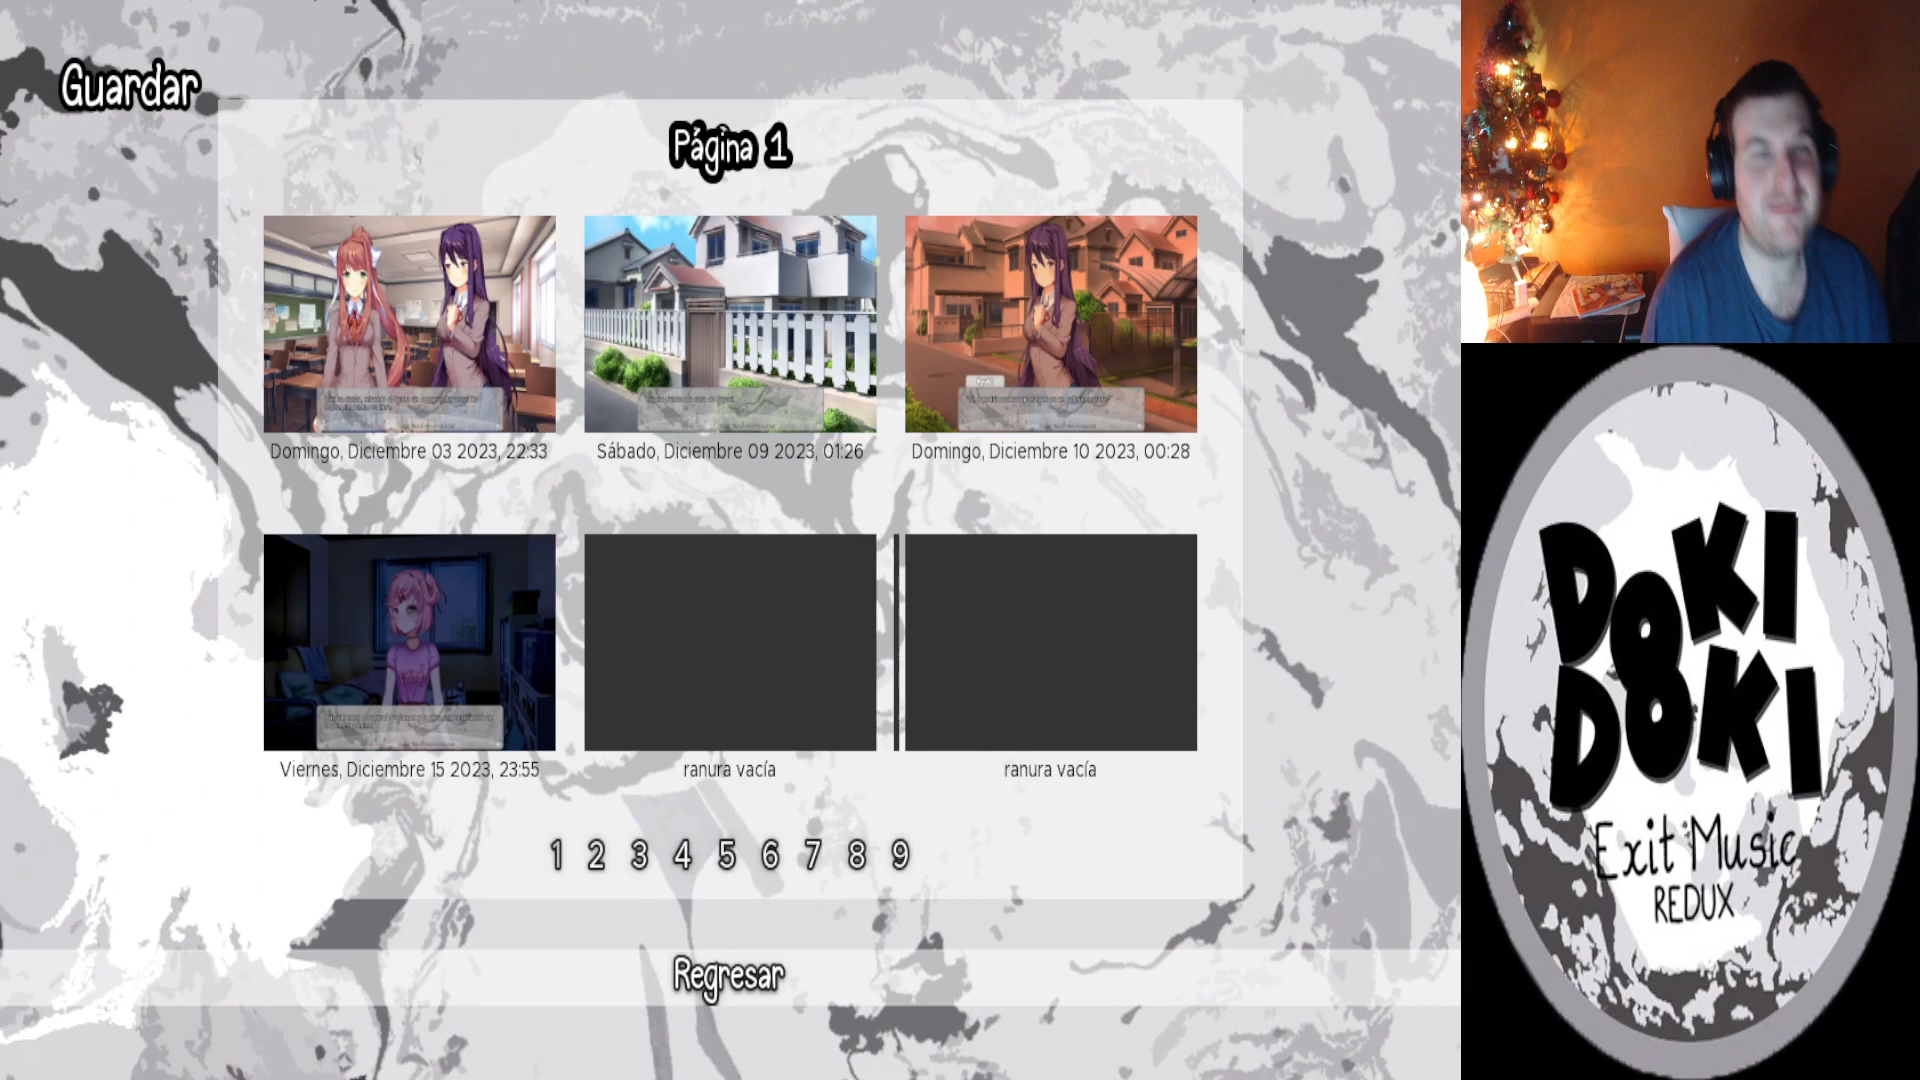 Guardar
Página 1
Domingo, Diciembre 03 2023, 22:33
Sábado, Diciembre 09 2023, 01:26
Domingo, Diciembre 10 2023, 00:28
Viernes, Diciembre 15 2023, 23:55
ranura vacía
ranura vacía
1 2 3 4 5 6 7 8 9
Regresar
DOKI
DOKI
Exit Music
REDUX